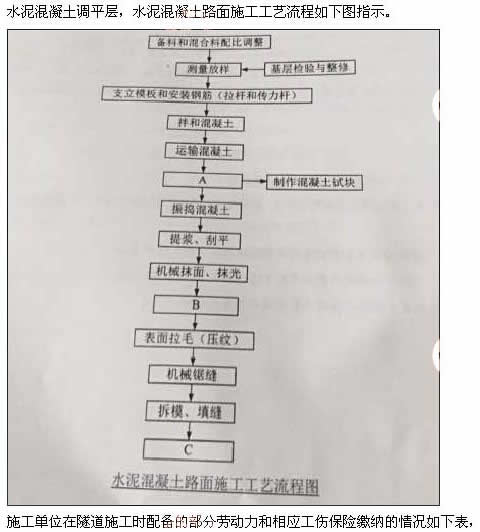 水泥混凝土调平层，水泥混凝土路面施工工艺流程如下图指示。
备料和混合料配比调整
测量放样
基层检验与整修
支立模板和安装钢筋（拉杆和传力杆）
拌和混凝土
运输混凝土
A
制作混凝土试块
振捣混凝土
提浆、刮平
机械抹面、抹光
B
表面拉毛（压纹）
机械锯缝
拆模、填缝
C
水泥混凝土路面施工工艺流程图
施工单位在隧道施工时配备的部分劳动力和相应工伤保险缴纳的情况如下表，